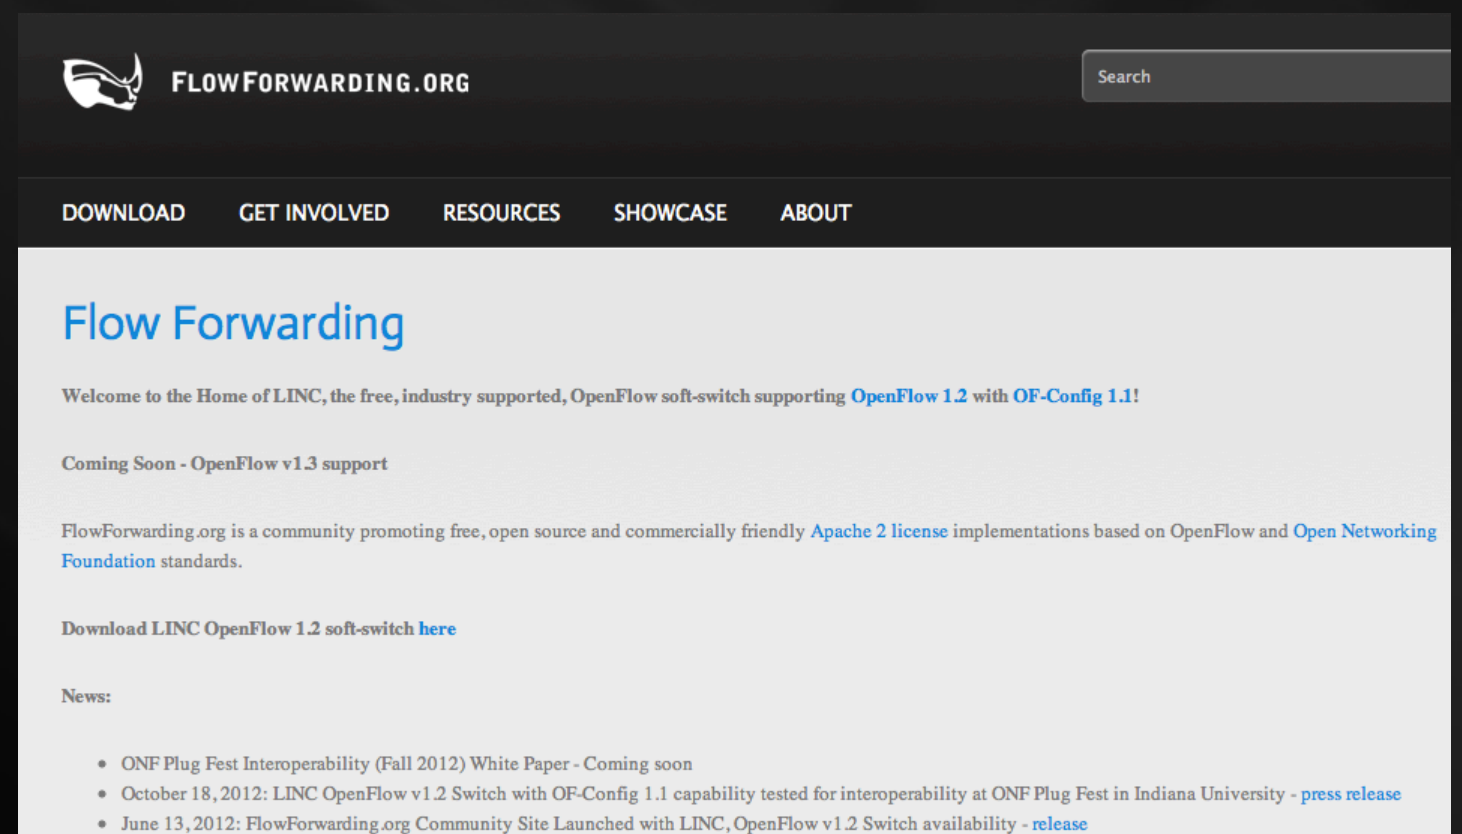 FLOWFORWARDING.ORG
Search
DOWNLOAD GET INVOLVED RESOURCES SHOWCASE ABOUT
Flow Forwarding
Welcome to the Home of LINC, the free, industry supported, OpenFlow soft-switch supporting OpenFlow 1.2 with OF-Config 1.1!
Coming Soon - OpenFlow v1.3 support
FlowForwarding.org is a community promoting free, open source and commercially friendly Apache 2 license implementations based on OpenFlow and Open Networking
Foundation standards.
Download LINC OpenFlow 1.2 soft-switch here
News:
• ONF Plug Fest Interoperability (Fall 2012) White Paper - Coming soon
• October 18, 2012: LINC OpenFlow v1.2 Switch with OF-Config 1.1 capability tested for interoperability at ONF Plug Fest in Indiana University - press release
• June 13, 2012: FlowForwarding.org Community Site Launched with LINC, OpenFlow v1.2 Switch availability - release